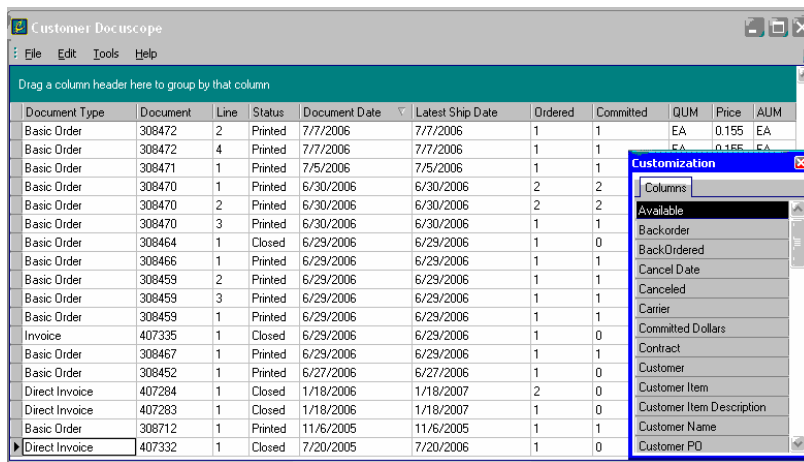 Customer Docuscope
File Edit Tools Help
Drag a column header here to group by that column
Document Type Document Line Status Document Date Latest Ship Date Ordered Committed QUM Price AUM
Basic Order 308472 2 Printed 7/7/2006 7/7/2006 1 1 EA 0.155 EA
Basic Order 308472 4 Printed 7/7/2006 7/7/2006 1 1 EA 0.155 EA
Basic Order 308471 1 Printed 7/5/2006 7/5/2006 1 1
Basic Order 308470 1 Printed 6/30/2006 6/30/2006 2 2
Basic Order 308470 2 Printed 6/30/2006 6/30/2006 2 2
Basic Order 308470 3 Printed 6/30/2006 6/30/2006 1 1
Basic Order 308464 1 Closed 6/29/2006 6/29/2006 1 0
Basic Order 308466 1 Printed 6/29/2006 6/29/2006 1 1
Basic Order 308459 2 Printed 6/29/2006 6/29/2006 1 1
Basic Order 308459 3 Printed 6/29/2006 6/29/2006 1 1
Basic Order 308459 1 Printed 6/29/2006 6/29/2006 1 1
Invoice 407335 1 Closed 6/29/2006 6/29/2006 1 0
Basic Order 308467 1 Printed 6/29/2006 6/29/2006 1 1
Basic Order 308452 1 Printed 6/27/2006 6/27/2006 1 0
Direct Invoice 407284 1 Closed 1/18/2006 1/18/2007 2 0
Direct Invoice 407283 1 Closed 1/18/2006 1/18/2007 1 0
Basic Order 308712 1 Printed 11/6/2005 11/6/2005 1 1
Direct Invoice 407332 1 Closed 7/20/2005 7/20/2006 1 0
Customization
Columns
Available
Backorder
BackOrdered
Cancel Date
Canceled
Carrier
Committed Dollars
Contract
Customer
Customer Item
Customer Item Description
Customer Name
Customer PO